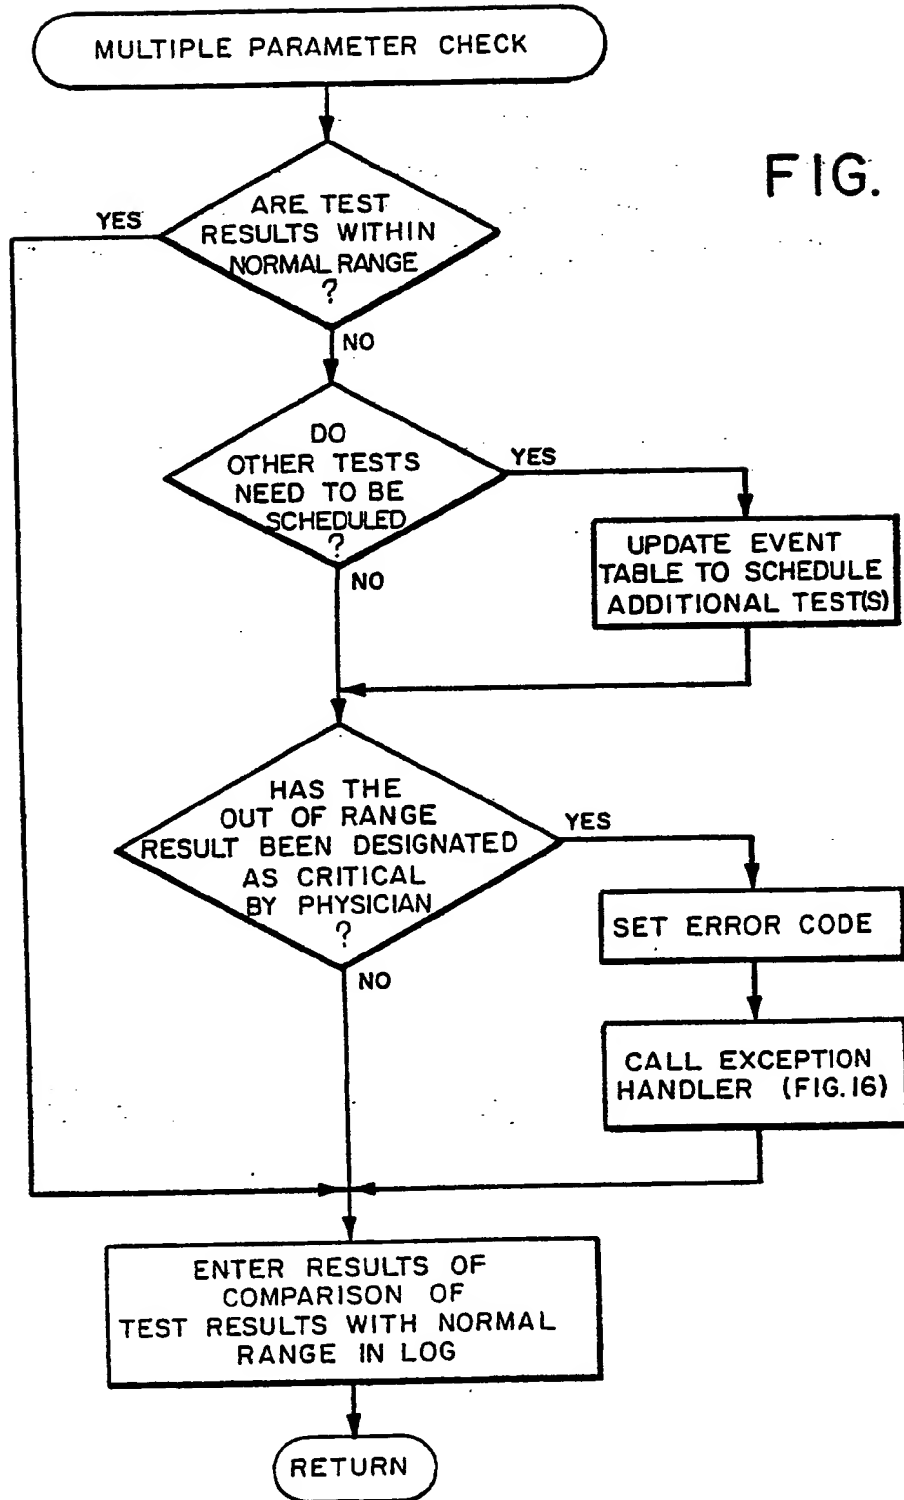 MULTIPLE PARAMETER CHECK
FIG.
ARE TEST
RESULTS WITHIN
NORMAL RANGE
?
YES
NO
DO
OTHER TESTS
NEED TO BE
SCHEDULED
?
YES
NO
UPDATE EVENT
TABLE TO SCHEDULE
ADDITIONAL TEST(S)
HAS THE
OUT OF RANGE
RESULT BEEN DESIGNATED
AS CRITICAL
BY PHYSICIAN
?
YES
NO
SET ERROR CODE
CALL EXCEPTION
HANDLER (FIG.16)
ENTER RESULTS OF
COMPARISON OF
TEST RESULTS WITH NORMAL
RANGE IN LOG
RETURN